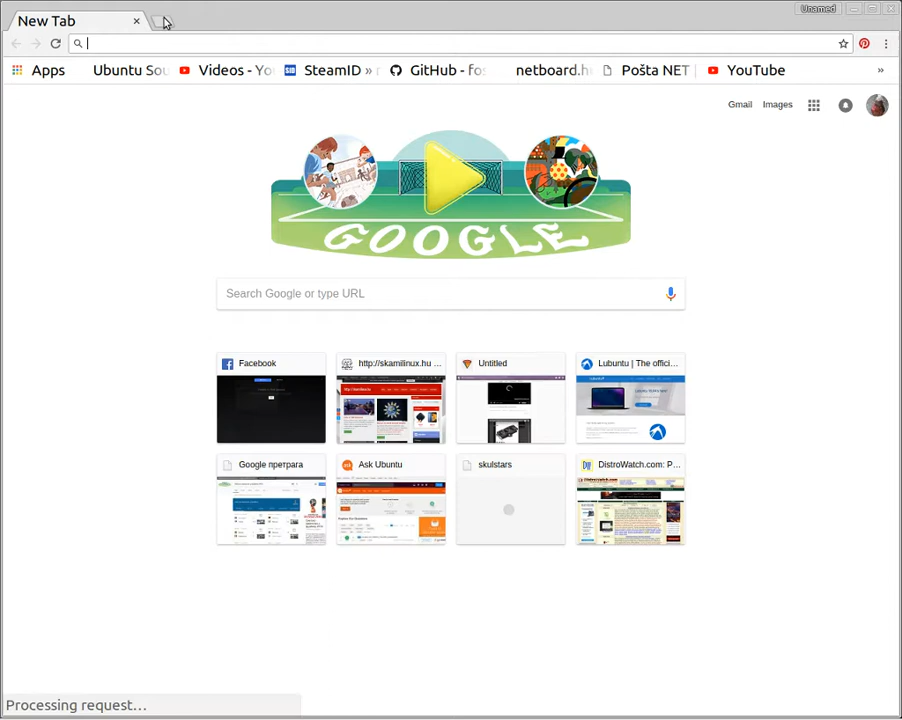 New Tab
Unamed
Apps Ubuntu Sou Videos - Yo SteamID » r GitHub - fos netboard.h Pošta NET YouTube »
Gmail Images
GOOGLE
Search Google or type URL
Facebook http://skamilinux.hu ... Untitled Lubuntu | The offici...
Google претрага Ask Ubuntu skulstars DistroWatch.com: P...
Processing request...